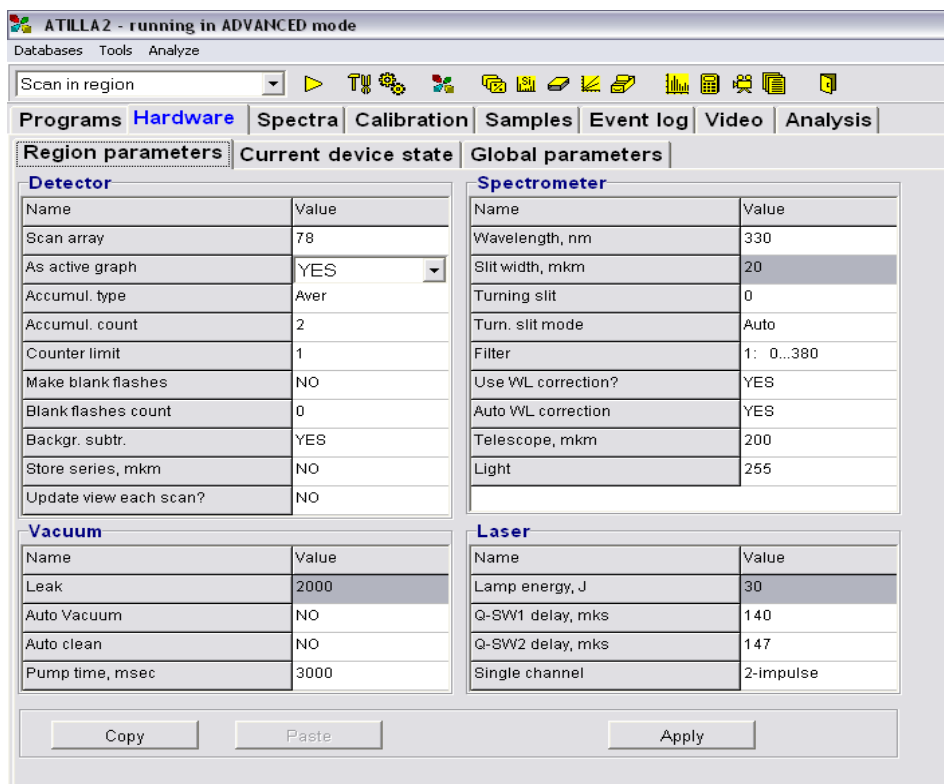 ATILLA2 - running in ADVANCED mode
Databases Tools Analyze
Scan in region
Programs Hardware Spectra Calibration Samples Event log Video Analysis
Region parameters Current device state Global parameters
Detector
Name Value
Scan array 78
As active graph YES
Accumul. type Aver
Accumul. count 2
Counter limit 1
Make blank flashes NO
Blank flashes count 0
Backgr. subtr. YES
Store series, mkm NO
Update view each scan? NO
Spectrometer
Name Value
Wavelength, nm 330
Slit width, mkm 20
Turning slit 0
Turn. slit mode Auto
Filter 1: 0...380
Use WL correction? YES
Auto WL correction YES
Telescope, mkm 200
Light 255
Vacuum
Name Value
Leak 2000
Auto Vacuum NO
Auto clean NO
Pump time, msec 3000
Laser
Name Value
Lamp energy, J 30
Q-SW1 delay, mks 140
Q-SW2 delay, mks 147
Single channel 2-impulse
Copy Paste Apply